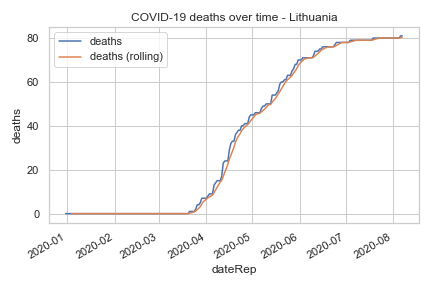 COVID-19 deaths over time - Lithuania
deaths
deaths (rolling)
80
60
40
20
0
deaths
2020-01
2020-02
2020-03
2020-04
2020-05
2020-06
2020-07
2020-08
dateRep